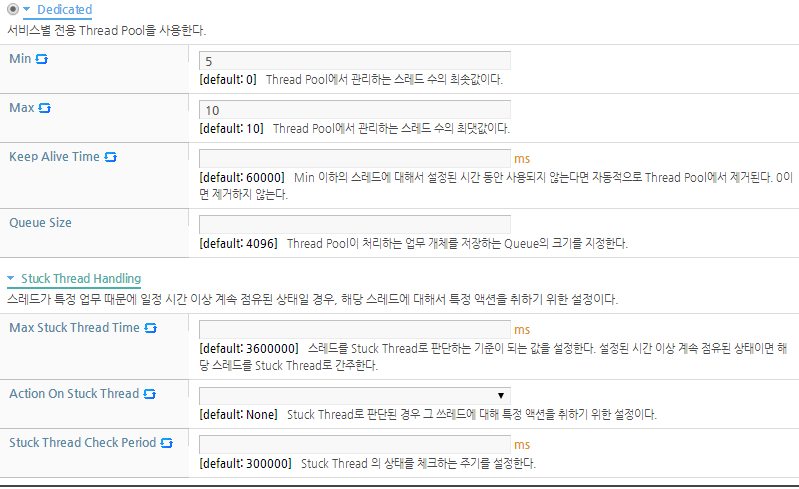 Dedicated
서비스별 전용 Thread Pool을 사용한다.
Min
5
[default: 0] Thread Pool에서 관리하는 스레드 수의 최솟값이다.
Max
10
[default: 10] Thread Pool에서 관리하는 스레드 수의 최댓값이다.
Keep Alive Time
ms
[default: 60000] Min 이하의 스레드에 대해서 설정된 시간 동안 사용되지 않는다면 자동적으로 Thread Pool에서 제거된다. 0이
면 제거하지 않는다.
Queue Size
[default: 4096] Thread Pool이 처리하는 업무 개체를 저장하는 Queue의 크기를 지정한다.
Stuck Thread Handling
스레드가 특정 업무 때문에 일정 시간 이상 계속 점유된 상태일 경우, 해당 스레드에 대해서 특정 액션을 취하기 위한 설정이다.
Max Stuck Thread Time
ms
[default: 3600000] 스레드를 Stuck Thread로 판단하는 기준이 되는 값을 설정한다. 설정된 시간 이상 계속 점유된 상태이면 해
당 스레드를 Stuck Thread로 간주한다.
Action On Stuck Thread
[default: None] Stuck Thread로 판단된 경우 그 쓰레드에 대해 특정 액션을 취하기 위한 설정이다.
Stuck Thread Check Period
ms
[default: 300000] Stuck Thread 의 상태를 체크하는 주기를 설정한다.